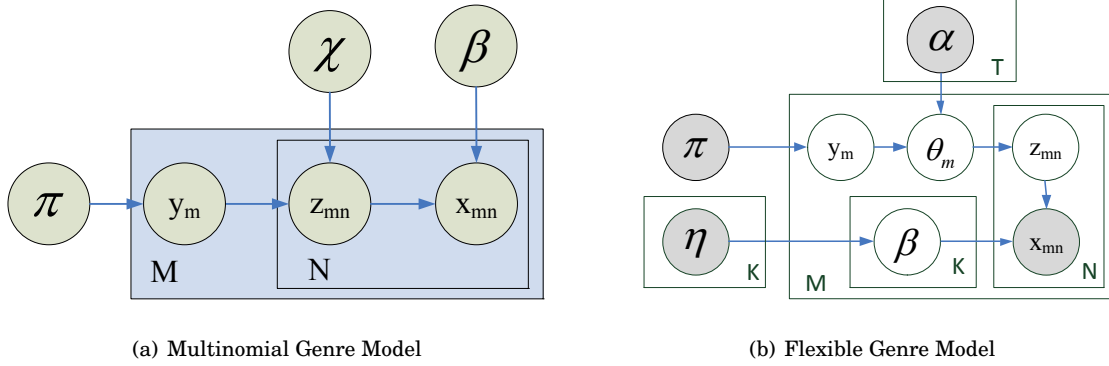 χ
β
π
y_m
z_mn
x_mn
M
N
(a) Multinomial Genre Model
α
T
π
y_m
θ_m
z_mn
η
K
β
K
x_mn
M
N
(b) Flexible Genre Model